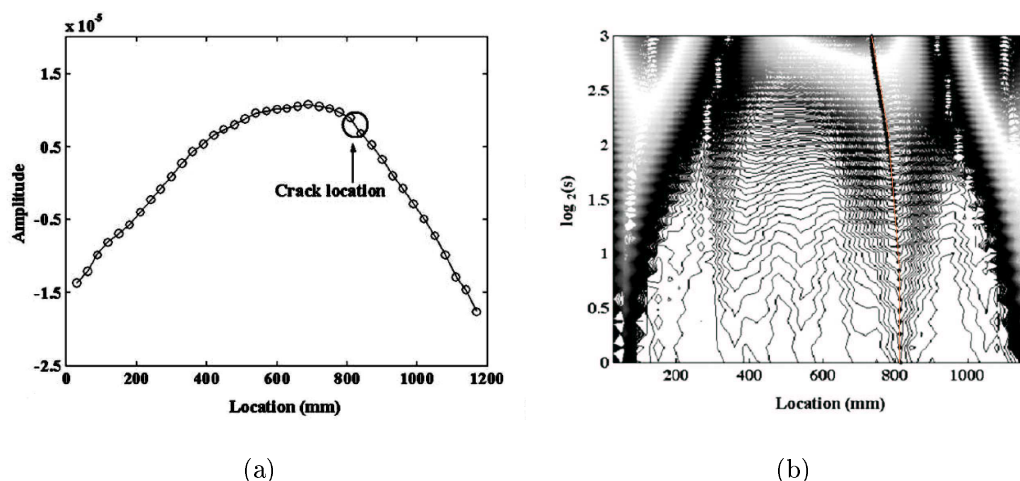 x 10⁻⁵
1.5
0.5
-0.5
-1.5
-2.5
Amplitude
Crack location
0 200 400 600 800 1000 1200
Location (mm)
(a)
3
2.5
2
1.5
1
0.5
0
log ₂(s)
200 400 600 800 1000
Location (mm)
(b)